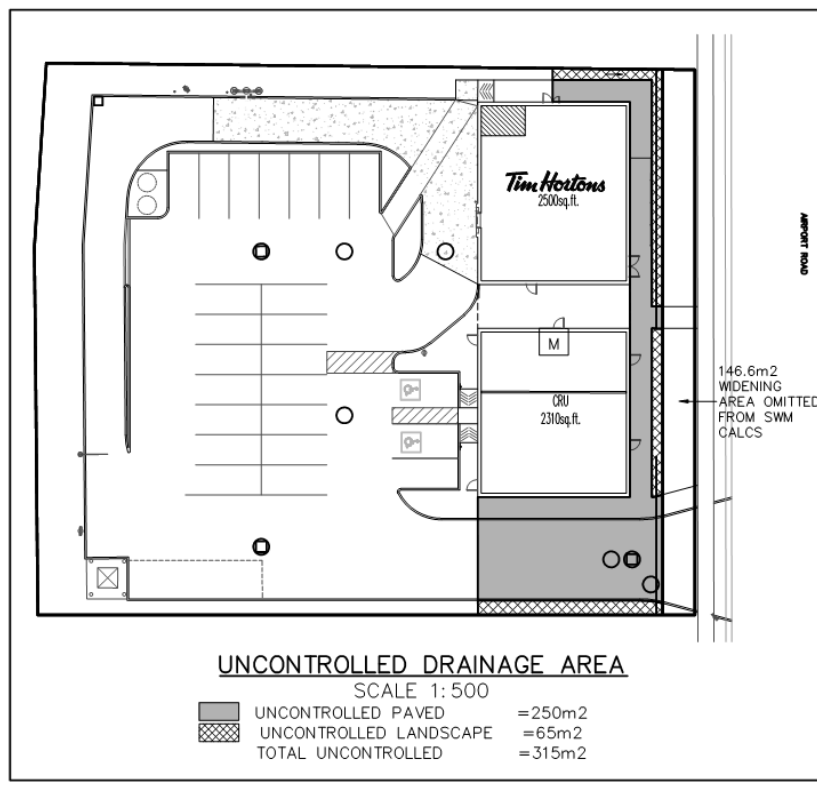 Tim Hortons
2500sq.ft.
AIRPORT ROAD
M
CRU
2310sq.ft.
146.6m2
WIDENING
AREA OMITTED
FROM SWM
CALCS
UNCONTROLLED DRAINAGE AREA
SCALE 1:500
UNCONTROLLED PAVED =250m2
UNCONTROLLED LANDSCAPE =65m2
TOTAL UNCONTROLLED =315m2